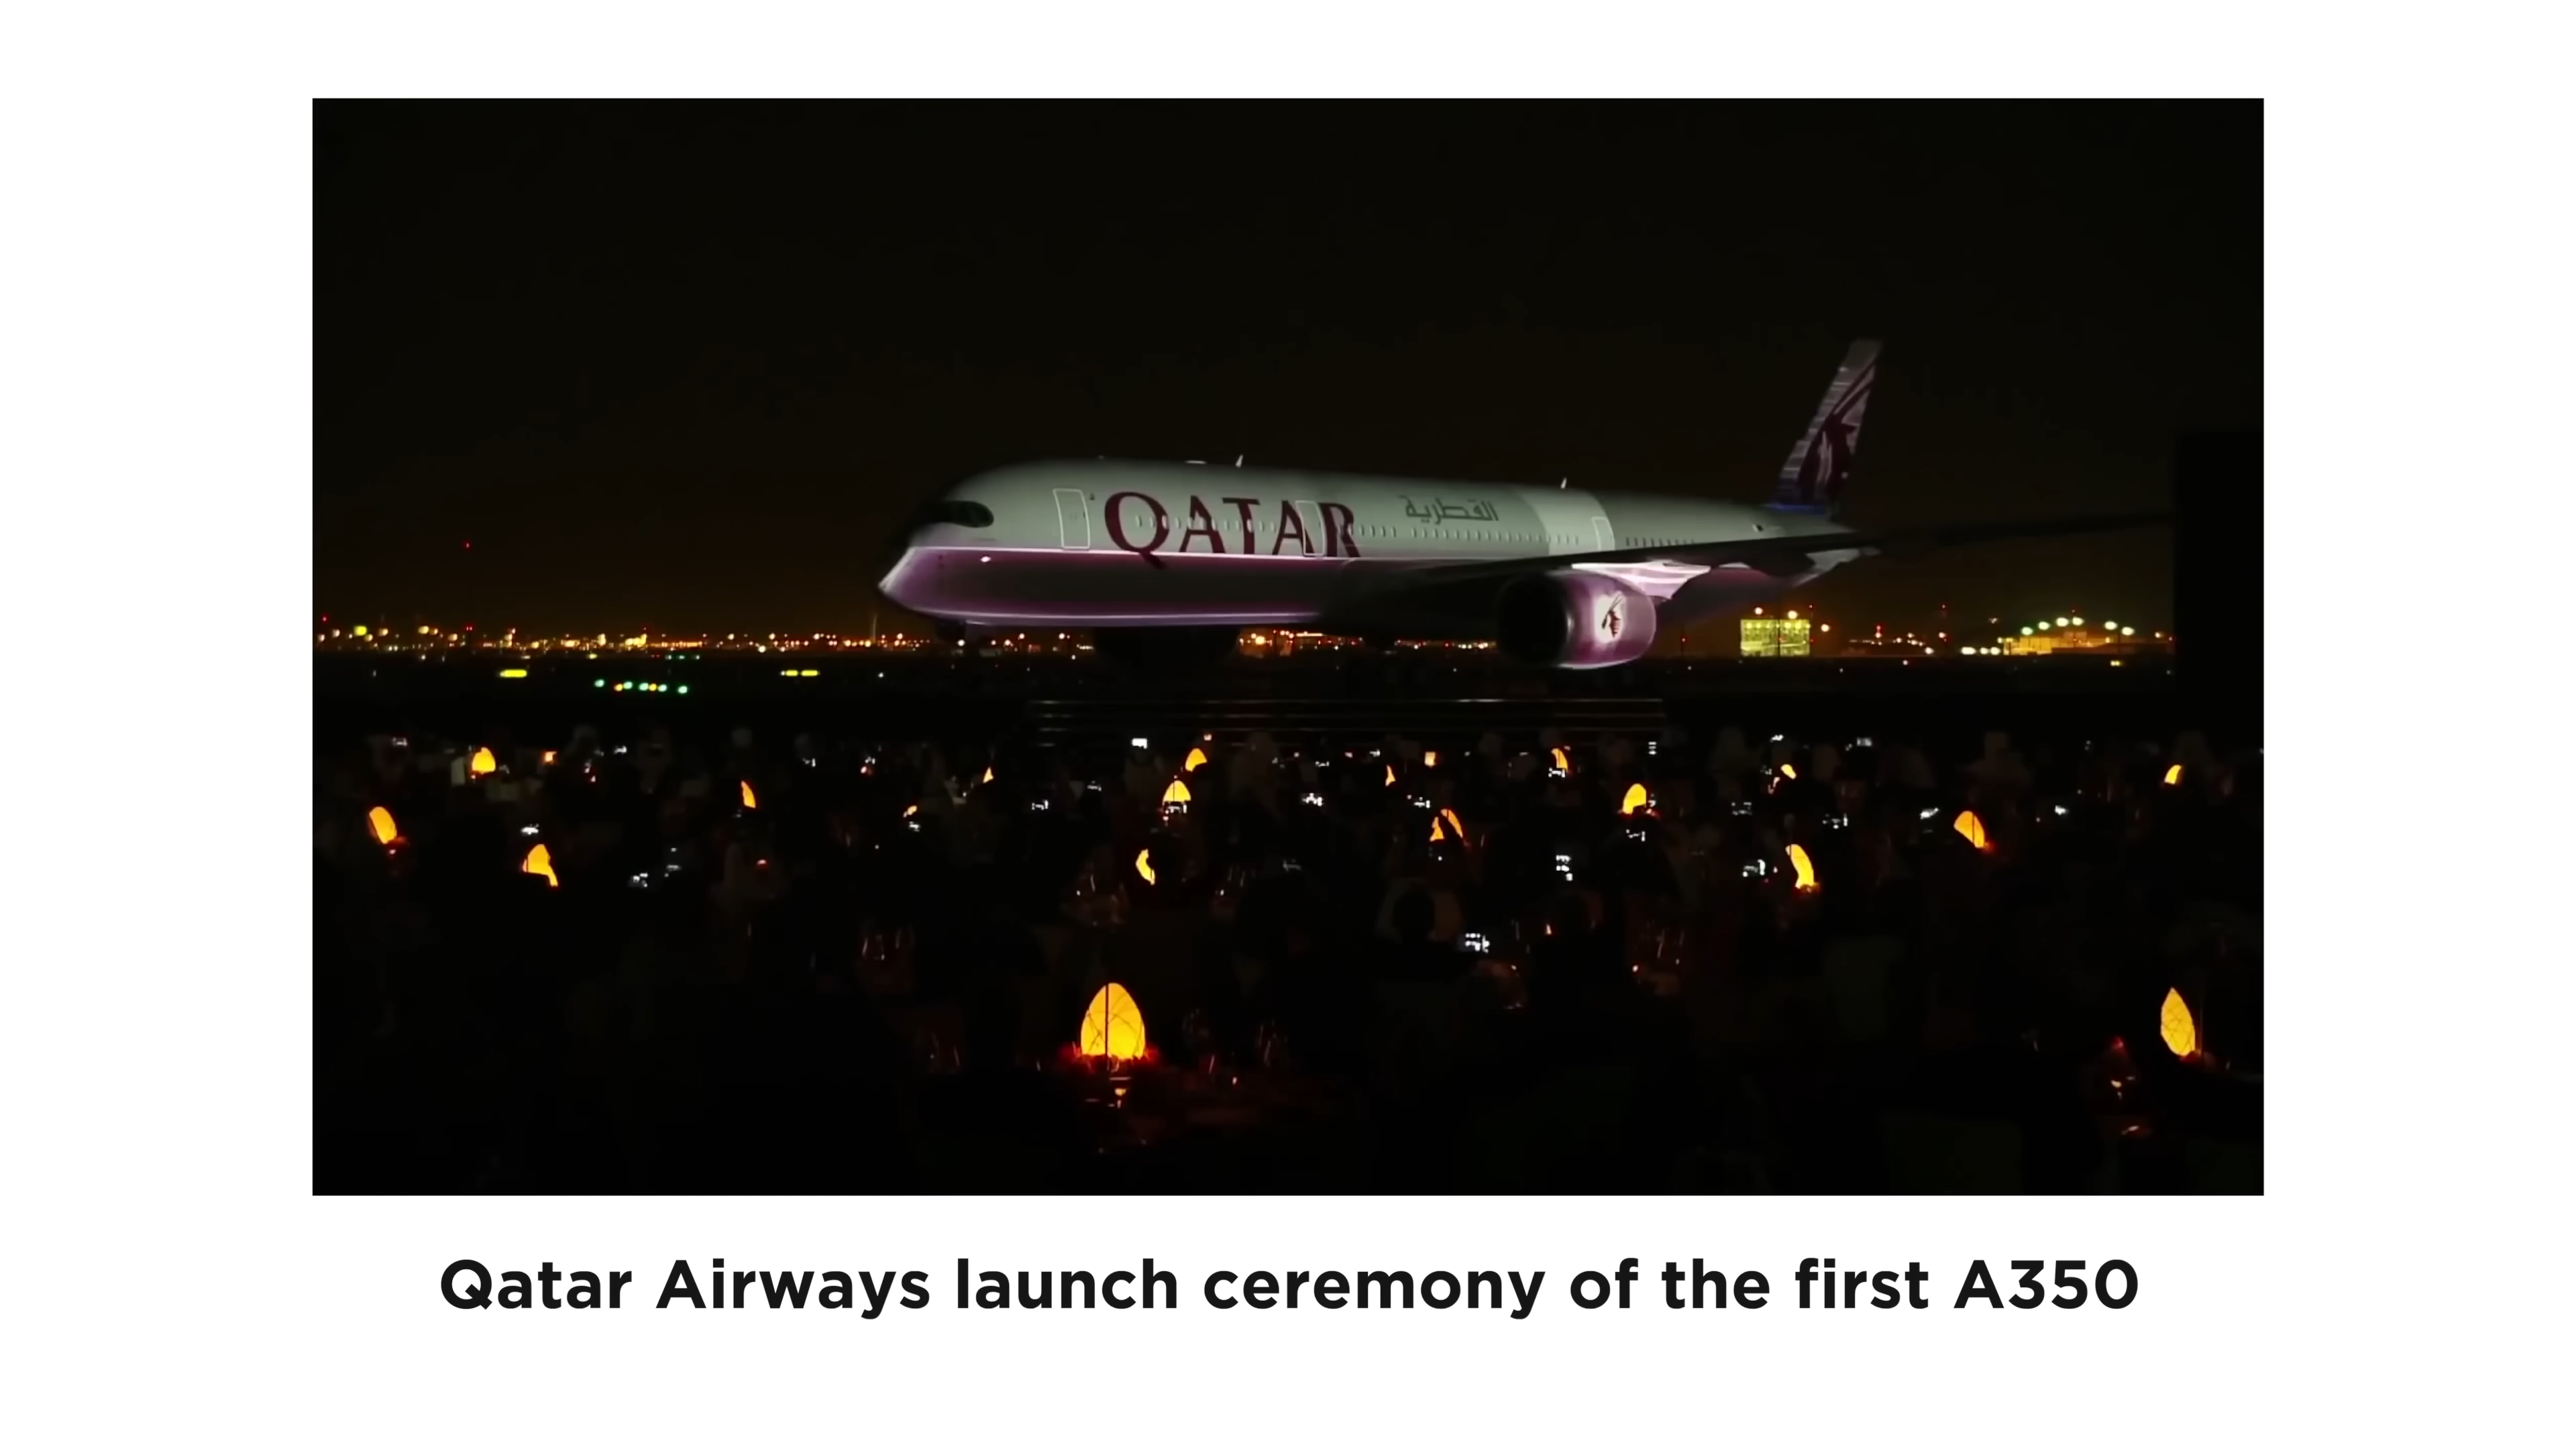 QATAR القطرية
Qatar Airways launch ceremony of the first A350